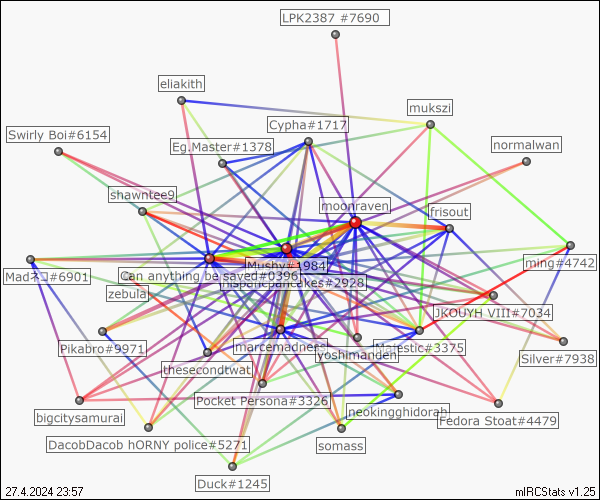 LPK2387 #7690
eliakith
mukszi
Cypha#1717
Swirly Boi#6154
Eg.Master#1378
normalwan
shawntee9
moonraven
frisout
Mushy#1984
ming#4742
Madネコ#6901
Can anything be saved#0396
hispanicpancakes#2928
zebula
JKOUYH VIII#7034
Pikabro#9971
marcemadness
Majestic#3375
yoshimanden
Silver#7938
thesecondtwat
Pocket Persona#3326
neokingghidorah
bigcitysamurai
Fedora Stoat#4479
DacobDacob hORNY police#5271
somass
Duck#1245
27.4.2024 23:57
mIRCStats v1.25